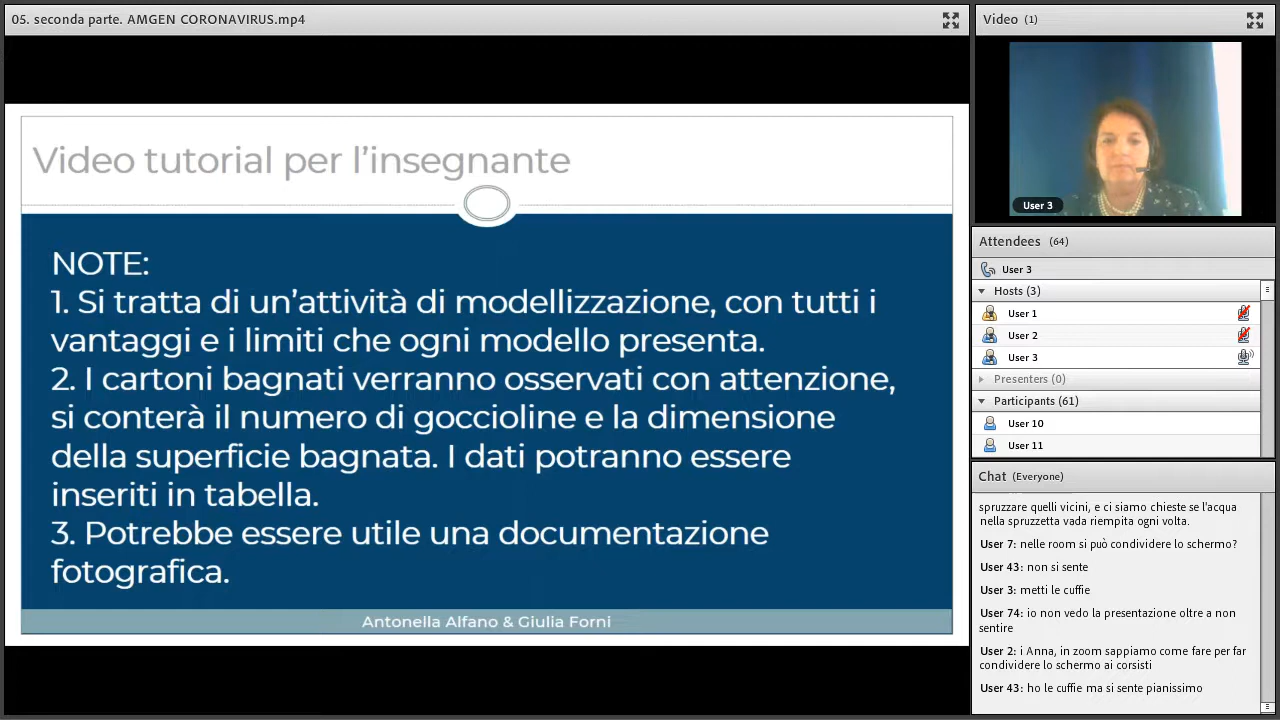 05. seconda parte. AMGEN CORONAVIRUS.mp4
Video tutorial per l'insegnante
NOTE:
1. Si tratta di un'attività di modellizzazione, con tutti i
vantaggi e i limiti che ogni modello presenta.
2. I cartoni bagnati verranno osservati con attenzione,
si conterà il numero di goccioline e la dimensione
della superficie bagnata. I dati potranno essere
inseriti in tabella.
3. Potrebbe essere utile una documentazione
fotografica.
Antonella Alfano & Giulia Forni
Video (1)
User 3
Attendees (64)
User 3
Hosts (3)
User 1
User 2
User 3
Presenters (0)
Participants (61)
User 10
User 11
Chat (Everyone)
spruzzare quelli vicini, e ci siamo chieste se l'acqua
nella spruzzetta vada riempita ogni volta.
User 7: nelle room si può condividere lo schermo?
User 43: non si sente
User 3: metti le cuffie
User 74: io non vedo la presentazione oltre a non
sentire
User 2: i Anna, in zoom sappiamo come fare per far
condividere lo schermo ai corsisti
User 43: ho le cuffie ma si sente pianissimo